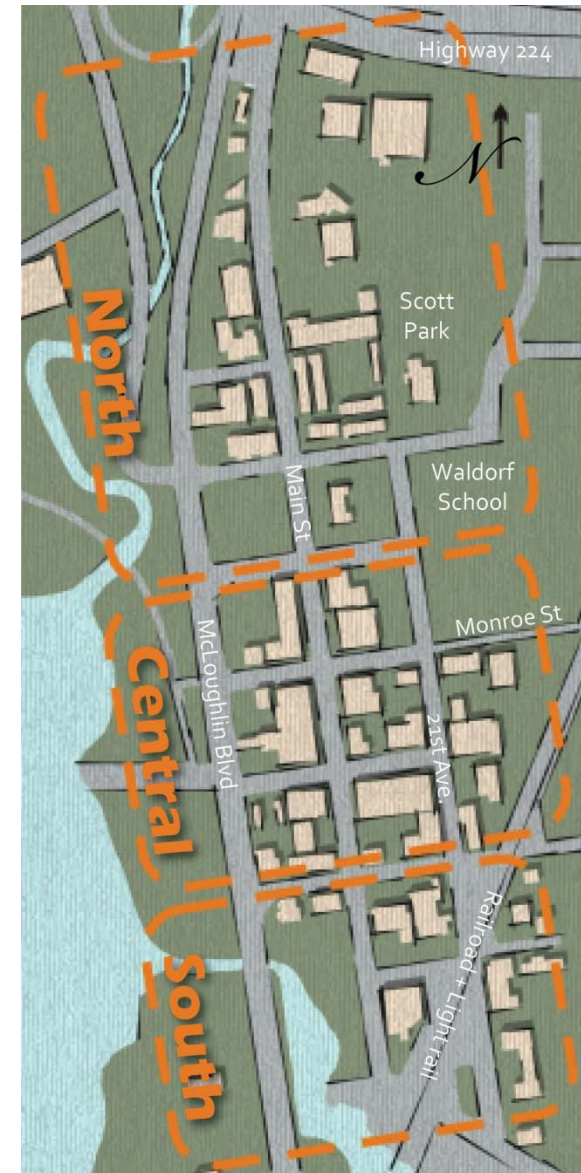 Highway 224
N
Scott
Park
North
Waldorf
School
Main St
Monroe St
McLoughlin Blvd
Central
21st Ave.
Railroad + Light rail
South